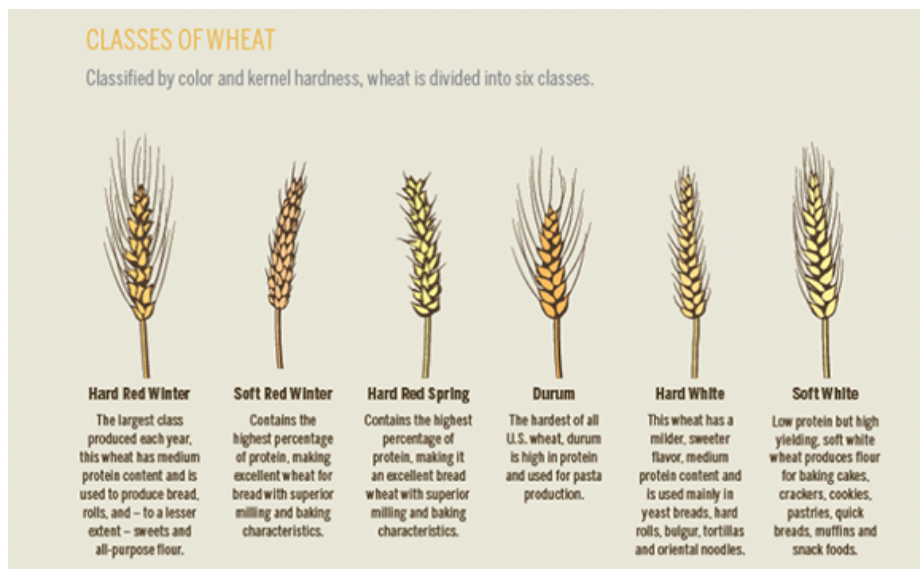 CLASSES OF WHEAT
Classified by color and kernel hardness, wheat is divided into six classes.
Hard Red Winter
The largest class
produced each year,
this wheat has medium
protein content and is
used to produce bread,
rolls, and – to a lesser
extent – sweets and
all-purpose flour.
Soft Red Winter
Contains the
highest percentage
of protein, making
excellent wheat for
bread with superior
milling and baking
characteristics.
Hard Red Spring
Contains the highest
percentage of
protein, making it
an excellent bread
wheat with superior
milling and baking
characteristics.
Durum
The hardest of all
U.S. wheat, durum
is high in protein
and used for pasta
production.
Hard White
This wheat has a
milder, sweeter
flavor, medium
protein content and
is used mainly in
yeast breads, hard
rolls, bulgur, tortillas
and oriental noodles.
Soft White
Low protein but high
yielding, soft white
wheat produces flour
for baking cakes,
crackers, cookies,
pastries, quick
breads, muffins and
snack foods.